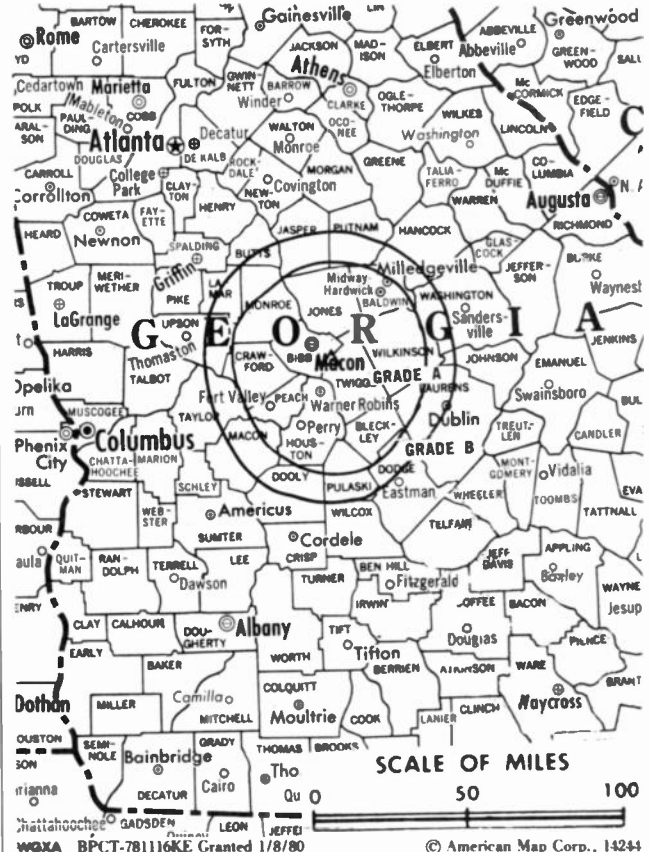 BARTOW
CHEROKEE
FOR-
SYTH
Gainesville
Greenwood
Rome
Cartersville
JACKSON
MAD-
ISON
ELBERT
Abbeville
ABBEVILLE
GREEN-
WOOD
Elberton
Cedartown
Marietta
FULTON
GWIN-
NETT
BARROW
Winder
Athens
CLARKE
OGLE-
THORPE
Mc
CORMICK
EDGE-
FIELD
POLK
Mabelton
COBB
PAUL-
DING
OCO-
NEE
WILKES
LINCOLN
C
Atlanta
Decatur
DE KALB
WALTON
Monroe
Washington
DOUGLAS
ROCK-
DALE
GREENE
TALIA-
FERRO
Mc
DUFFIE
CO-
LUMBIA
CARROLL
College
Park
CLAY-
TON
NEW-
TON
Covington
MORGAN
WARREN
Augusta
Corrollton
HENRY
RICHMOND
COWETA
Newnon
FAY-
ETTE
HEARD
JASPER
PUTNAM
HANCOCK
GLAS-
COCK
SPALDING
Griffin
BUTTS
JEFFER-
SON
BURKE
Waynest
TROUP
MERI-
WETHER
PIKE
LA-
MAR
MONROE
Midway-
Hardwick
Milledgeville
BALDWIN
WASHINGTON
Sanders-
ville
LaGrange
JONES
G E O R G I A
UPSON
Thomaston
BIBB
Macon
WILKINSON
JOHNSON
JENKINS
HARRIS
TALBOT
CRAW-
FORD
TWIGG
GRADE A
LAURENS
EMANUEL
Swainsboro
Opelika
Fort Valley
PEACH
Warner Robins
MUSCOGEE
TAYLOR
Perry
BLECK-
LEY
Dublin
TREUT-
LEN
CANDLER
BUL
Phenix
City
Columbus
MACON
HOUS-
TON
GRADE B
CHATTA-
HOOCHEE
MARION
DOOLY
PULASKI
DODGE
Eastman
MONT-
GOMERY
Vidalia
SCHLEY
WHEELER
TOOMBS
EVA
STEWART
WEB-
STER
Americus
WILCOX
TELFAIR
TATTNALL
SUMTER
Cordele
QUIT-
MAN
RAN-
DOLPH
TERRELL
Dawson
LEE
CRISP
TURNER
BEN HILL
Fitzgerald
JEFF
DAVIS
APPLING
Baxley
WAYNE
Jesup
IRWIN
COFFEE
BACON
CLAY
CALHOUN
DOU-
GHERTY
Albany
TIFT
Tifton
Douglas
PIERCE
EARLY
WORTH
BAKER
BERRIEN
ATKINSON
WARE
BRANT
Dothan
Camilla
COLQUITT
Waycross
MILLER
MITCHELL
Moultrie
COOK
LANIER
CLINCH
SEMI-
NOLE
Bainbridge
GRADY
THOMAS
BROOKS
SCALE OF MILES
DECATUR
Cairo
Tho
Qu
0 50 100
Chattahoochee
GADSDEN
Quincy
LEON
JEFFE
WGXA BPCT-781116KE Granted 1/8/80 © American Map Corp., 14244